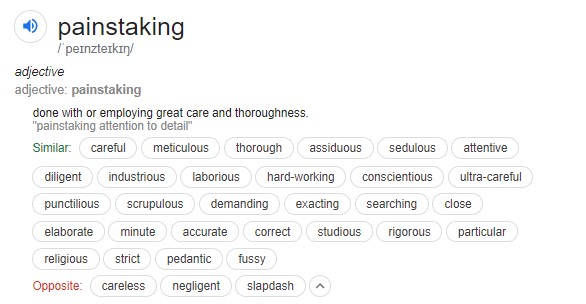 painstaking
/ˈpeɪnzteɪkɪŋ/
adjective
adjective: painstaking
done with or employing great care and thoroughness.
"painstaking attention to detail"
Similar: careful meticulous thorough assiduous sedulous attentive
diligent industrious laborious hard-working conscientious ultra-careful
punctilious scrupulous demanding exacting searching close
elaborate minute accurate correct studious rigorous particular
religious strict pedantic fussy
Opposite: careless negligent slapdash